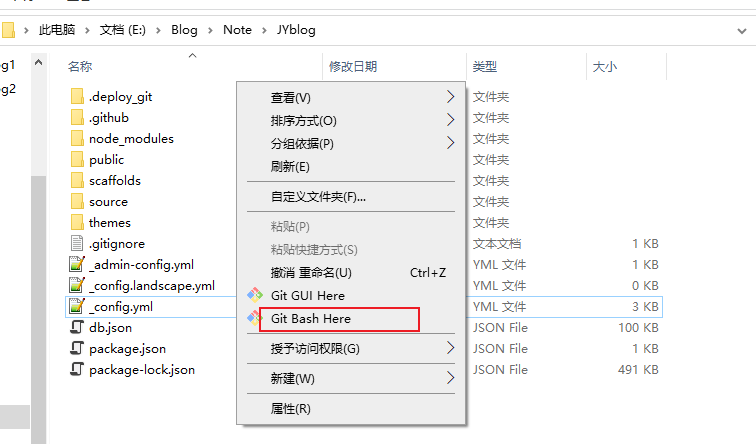 此电脑 文档 (E:) Blog Note JYblog
og1
og2
名称 修改日期 类型 大小
.deploy_git 文件夹
.github 文件夹
node_modules 文件夹
public 文件夹
scaffolds 文件夹
source 文件夹
themes 文件夹
.gitignore 文本文档 1 KB
_admin-config.yml YML 文件 1 KB
_config.landscape.yml YML 文件 0 KB
_config.yml YML 文件 3 KB
db.json JSON File 100 KB
package.json JSON File 1 KB
package-lock.json JSON File 491 KB
查看(V)
排序方式(O)
分组依据(P)
刷新(E)
自定义文件夹(F)...
粘贴(P)
粘贴快捷方式(S)
撤消 重命名(U) Ctrl+Z
Git GUI Here
Git Bash Here
授予访问权限(G)
新建(W)
属性(R)